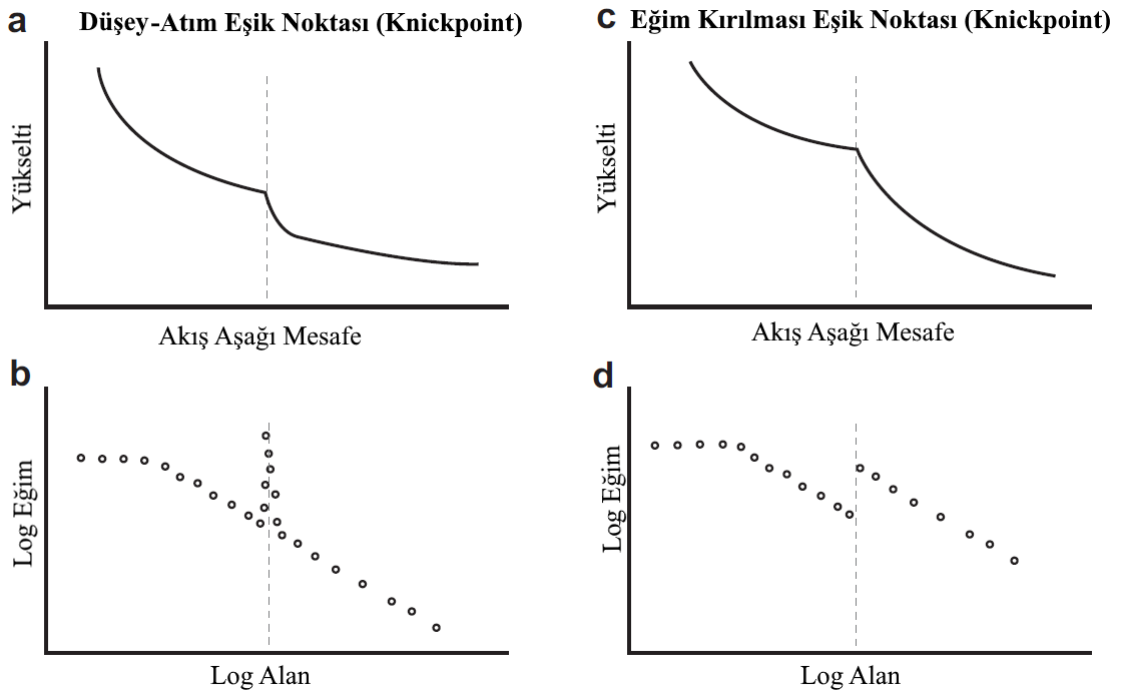 a
Düşey-Atım Eşik Noktası (Knickpoint)
Yükselti
Akış Aşağı Mesafe
c
Eğim Kırılması Eşik Noktası (Knickpoint)
Yükselti
Akış Aşağı Mesafe
b
Log Eğim
Log Alan
d
Log Eğim
Log Alan